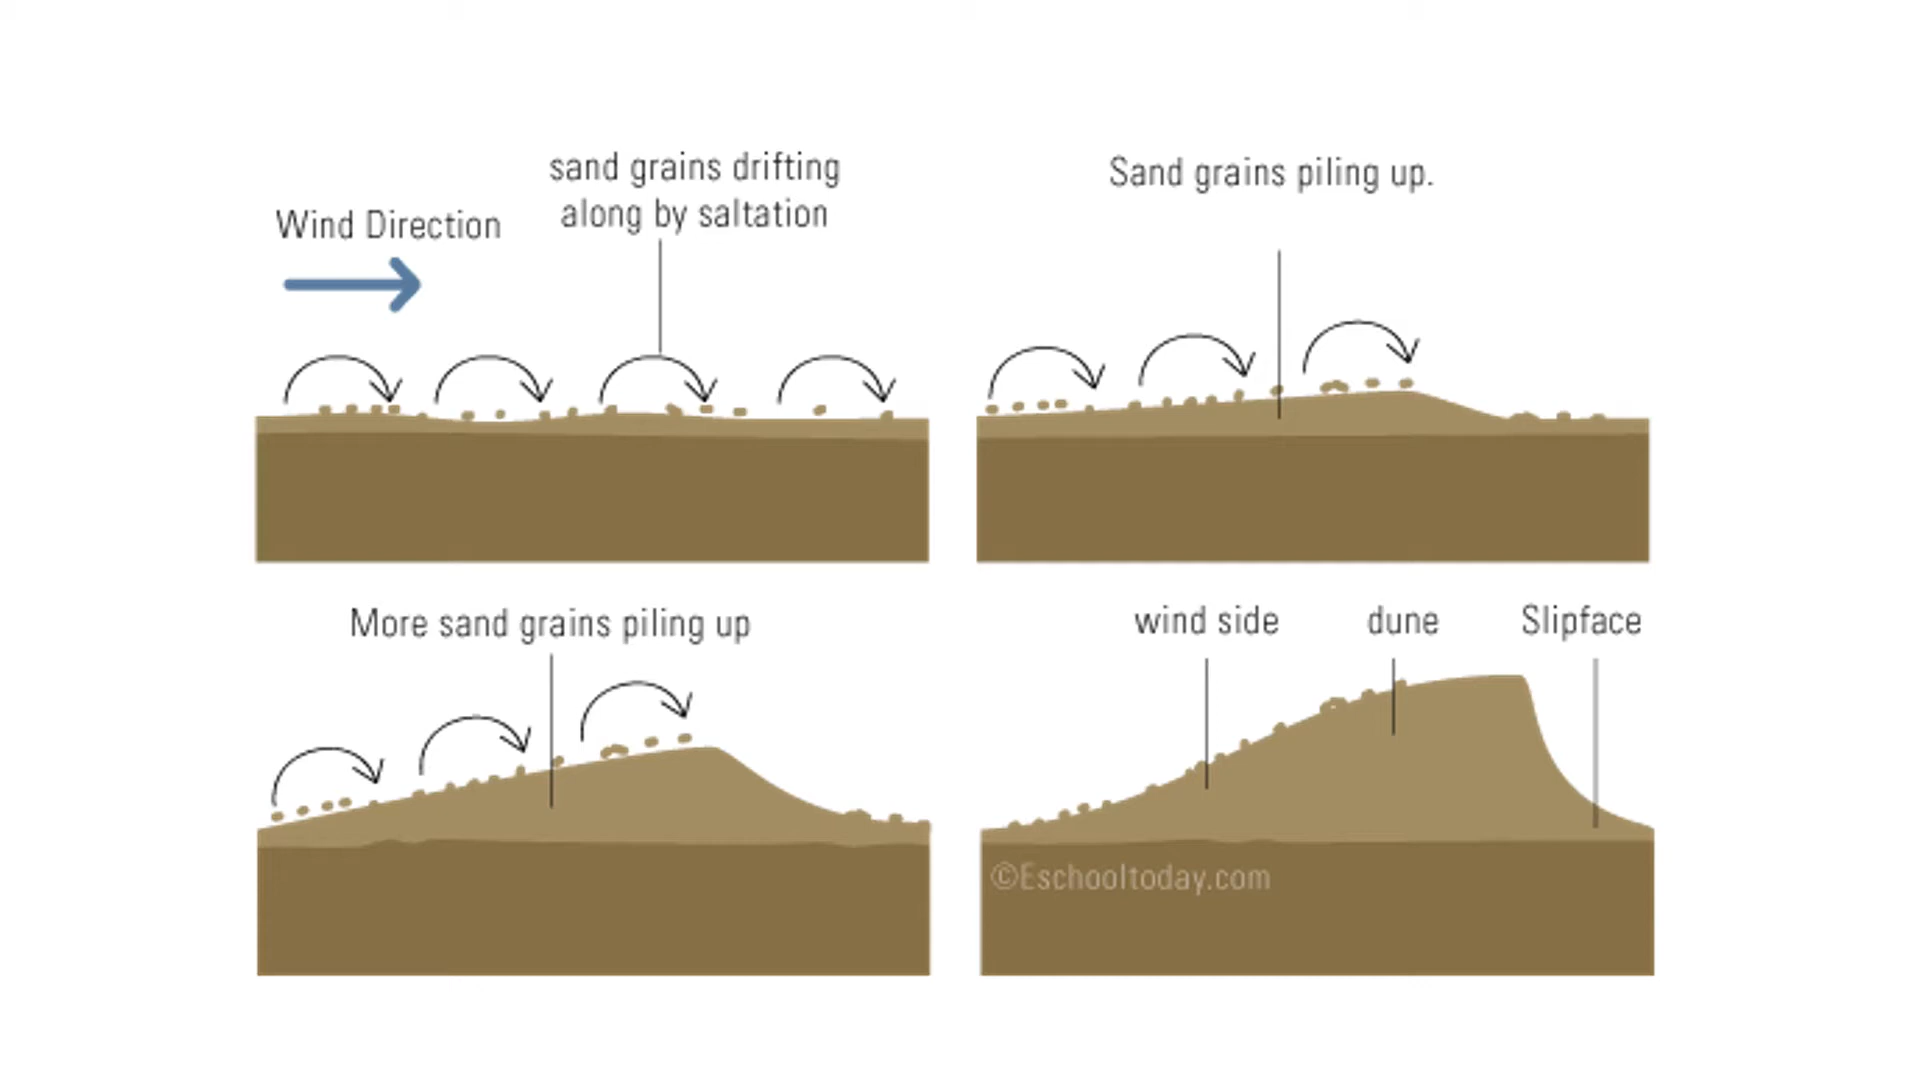 sand grains drifting
along by saltation
Wind Direction
Sand grains piling up.
More sand grains piling up
wind side
dune
Slipface
©Eschooltoday.com